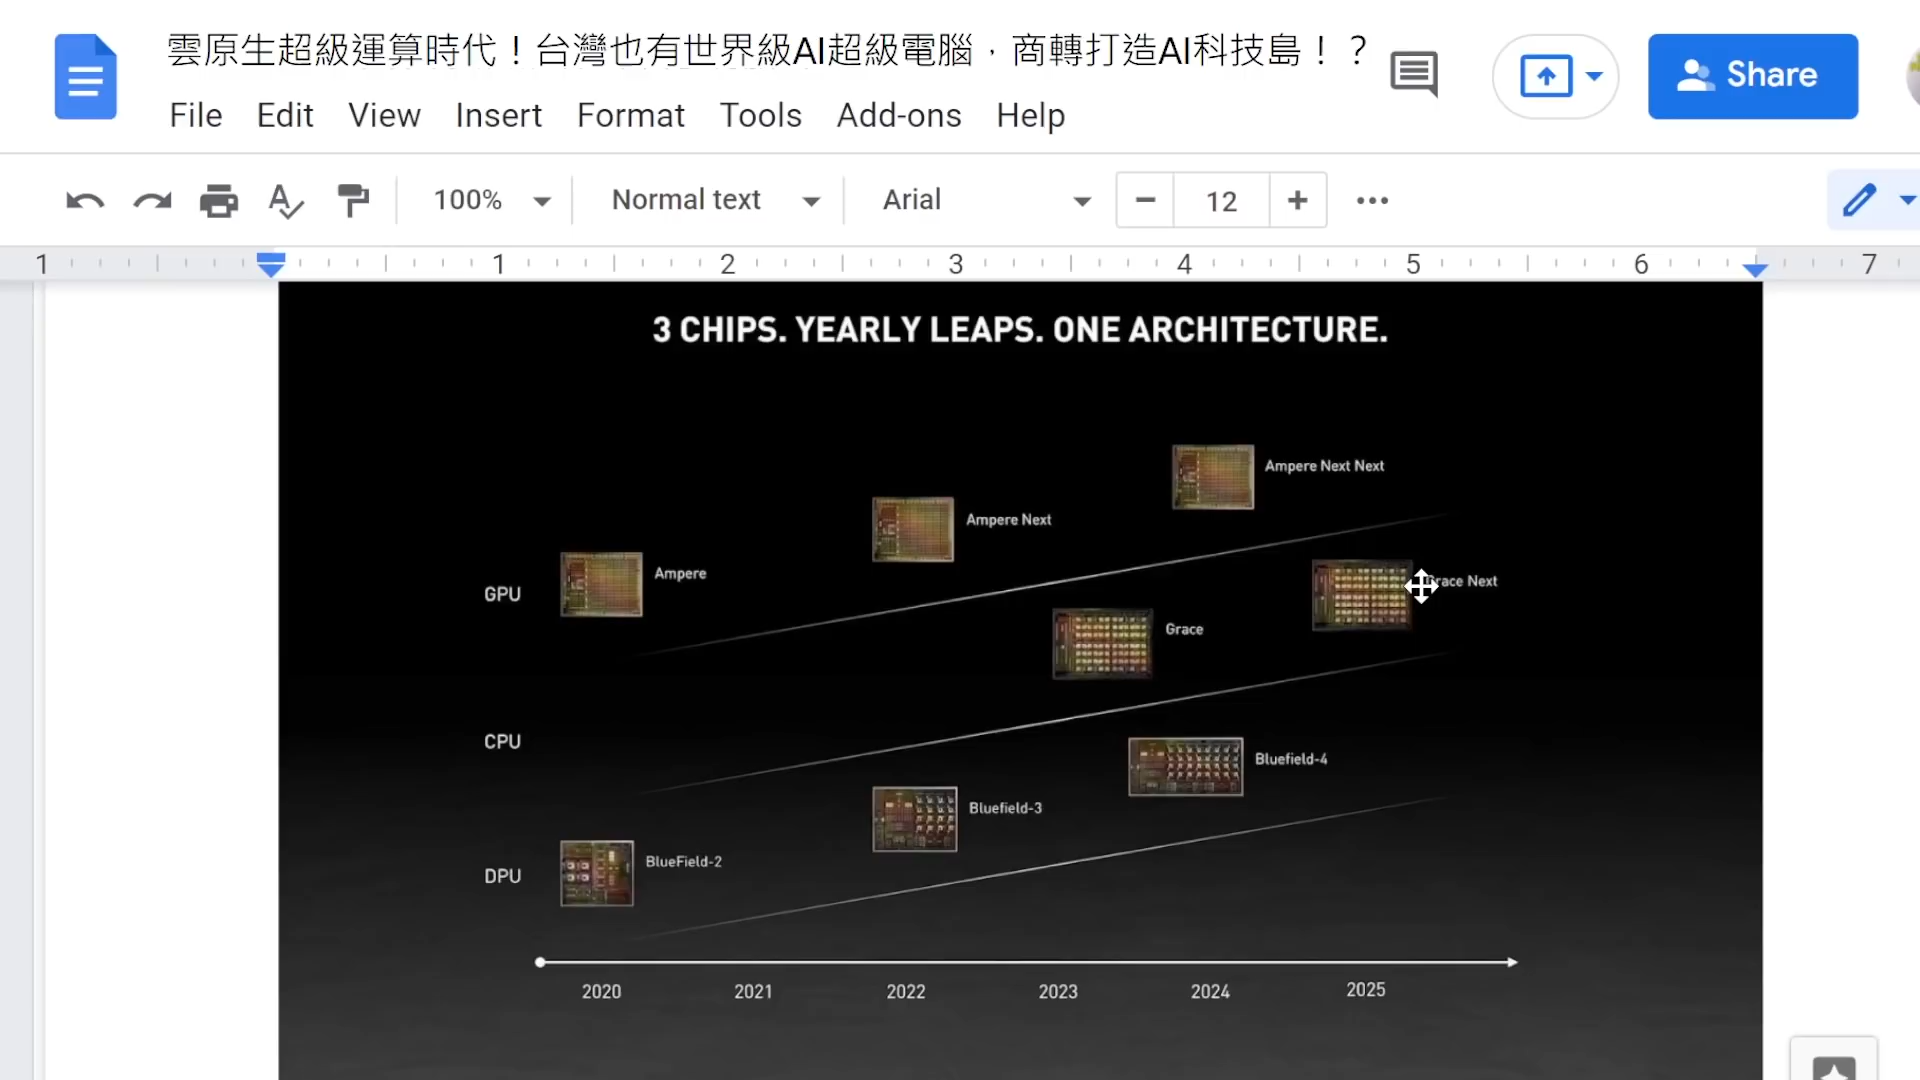 雲原生超級運算時代！台灣也有世界級AI超級電腦，商轉打造AI科技島！？
Share
File Edit View Insert Format Tools Add-ons Help
100% Normal text Arial 12
1 1 2 3 4 5 6 7
3 CHIPS. YEARLY LEAPS. ONE ARCHITECTURE.
Ampere Next Next
Ampere Next
Ampere
GPU
Grace Next
Grace
CPU
Bluefield-4
Bluefield-3
BlueField-2
DPU
2020 2021 2022 2023 2024 2025